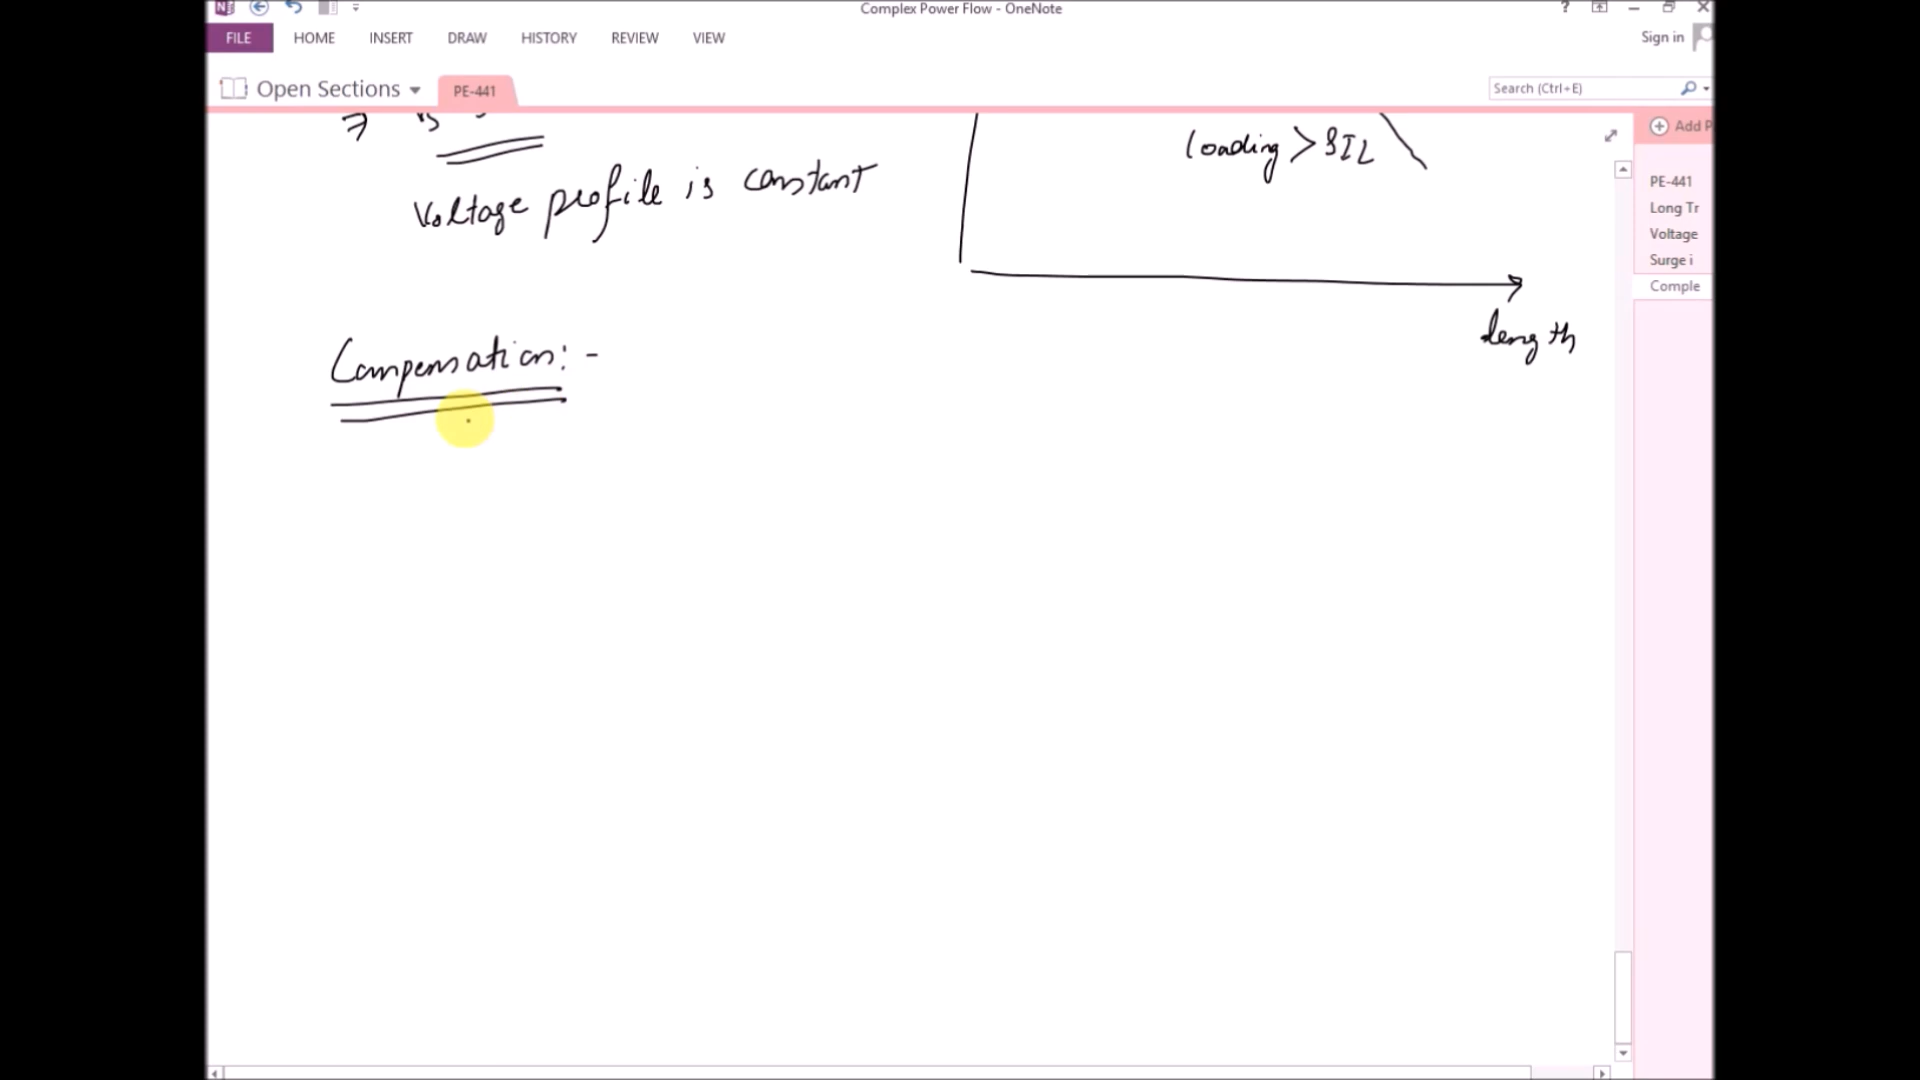 Complex Power Flow - OneNote
?
FILE HOME INSERT DRAW HISTORY REVIEW VIEW
Sign in
Open Sections
PE-441
Search (Ctrl+E)
Add P
PE-441
Long Tr
Voltage
Surge i
Comple
loading > SIL
Voltage profile is constant
length
Compensation: -